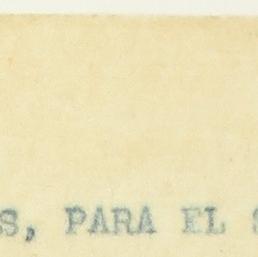 S, PARA EL S